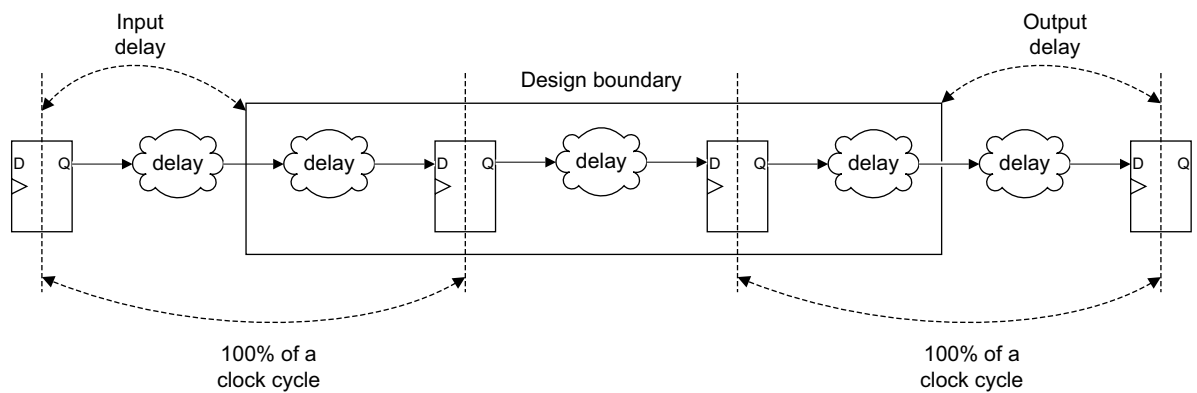 Input
delay
Output
delay
Design boundary
D Q
delay
delay
D Q
delay
D Q
delay
delay
D Q
100% of a
clock cycle
100% of a
clock cycle